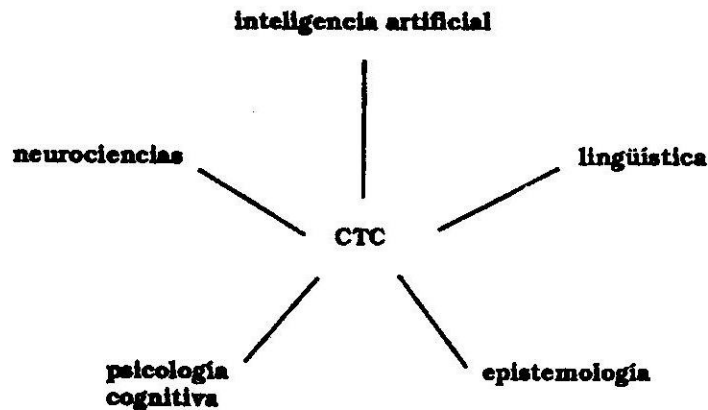 inteligencia artificial
neurociencias
lingüística
CTC
psicología
cognitiva
epistemología